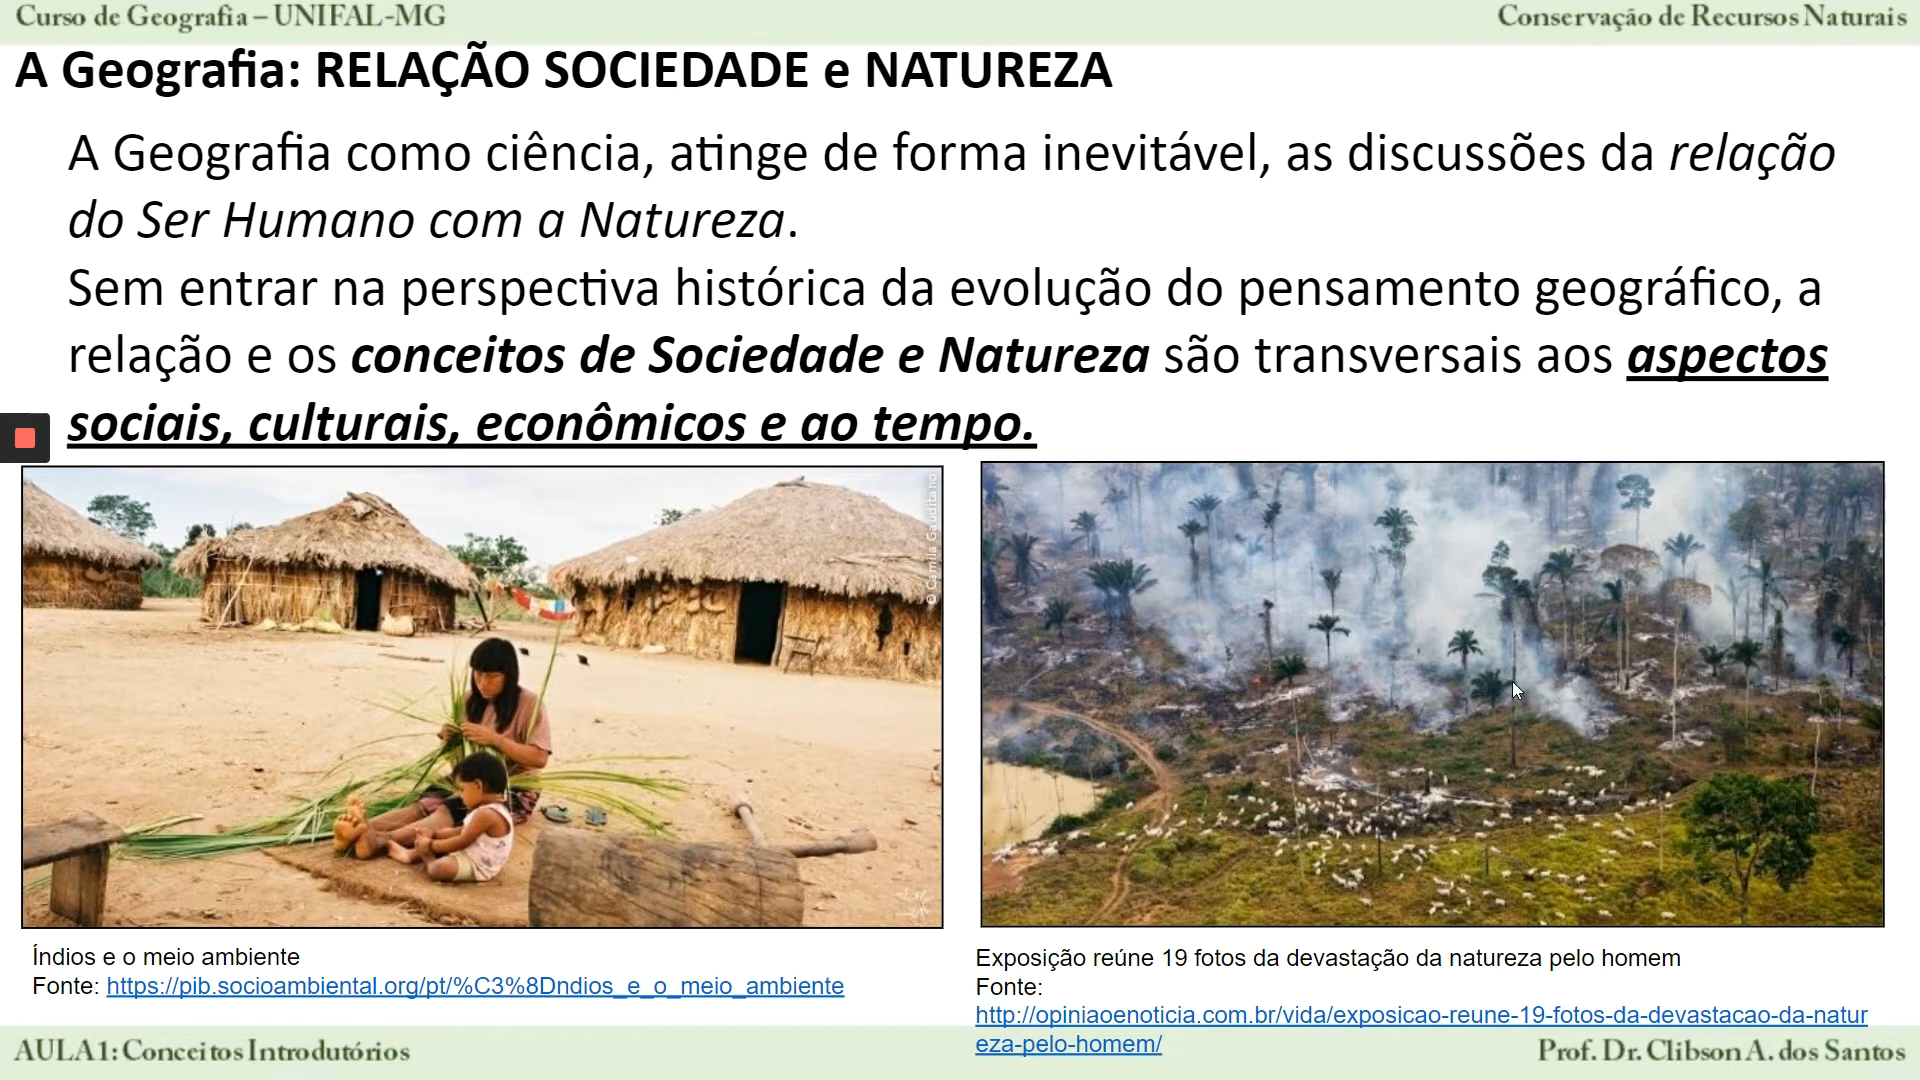 Curso de Geografia – UNIFAL-MG
Conservação de Recursos Naturais
A Geografia: RELAÇÃO SOCIEDADE e NATUREZA
A Geografia como ciência, atinge de forma inevitável, as discussões da relação
do Ser Humano com a Natureza.
Sem entrar na perspectiva histórica da evolução do pensamento geográfico, a
relação e os conceitos de Sociedade e Natureza são transversais aos aspectos
sociais, culturais, econômicos e ao tempo.
© Camila Gauditano
Índios e o meio ambiente
Fonte: https://pib.socioambiental.org/pt/%C3%8Dndios_e_o_meio_ambiente
Exposição reúne 19 fotos da devastação da natureza pelo homem
Fonte:
http://opiniaoenoticia.com.br/vida/exposicao-reune-19-fotos-da-devastacao-da-natur
eza-pelo-homem/
AULA 1: Conceitos Introdutórios
Prof. Dr. Clibson A. dos Santos